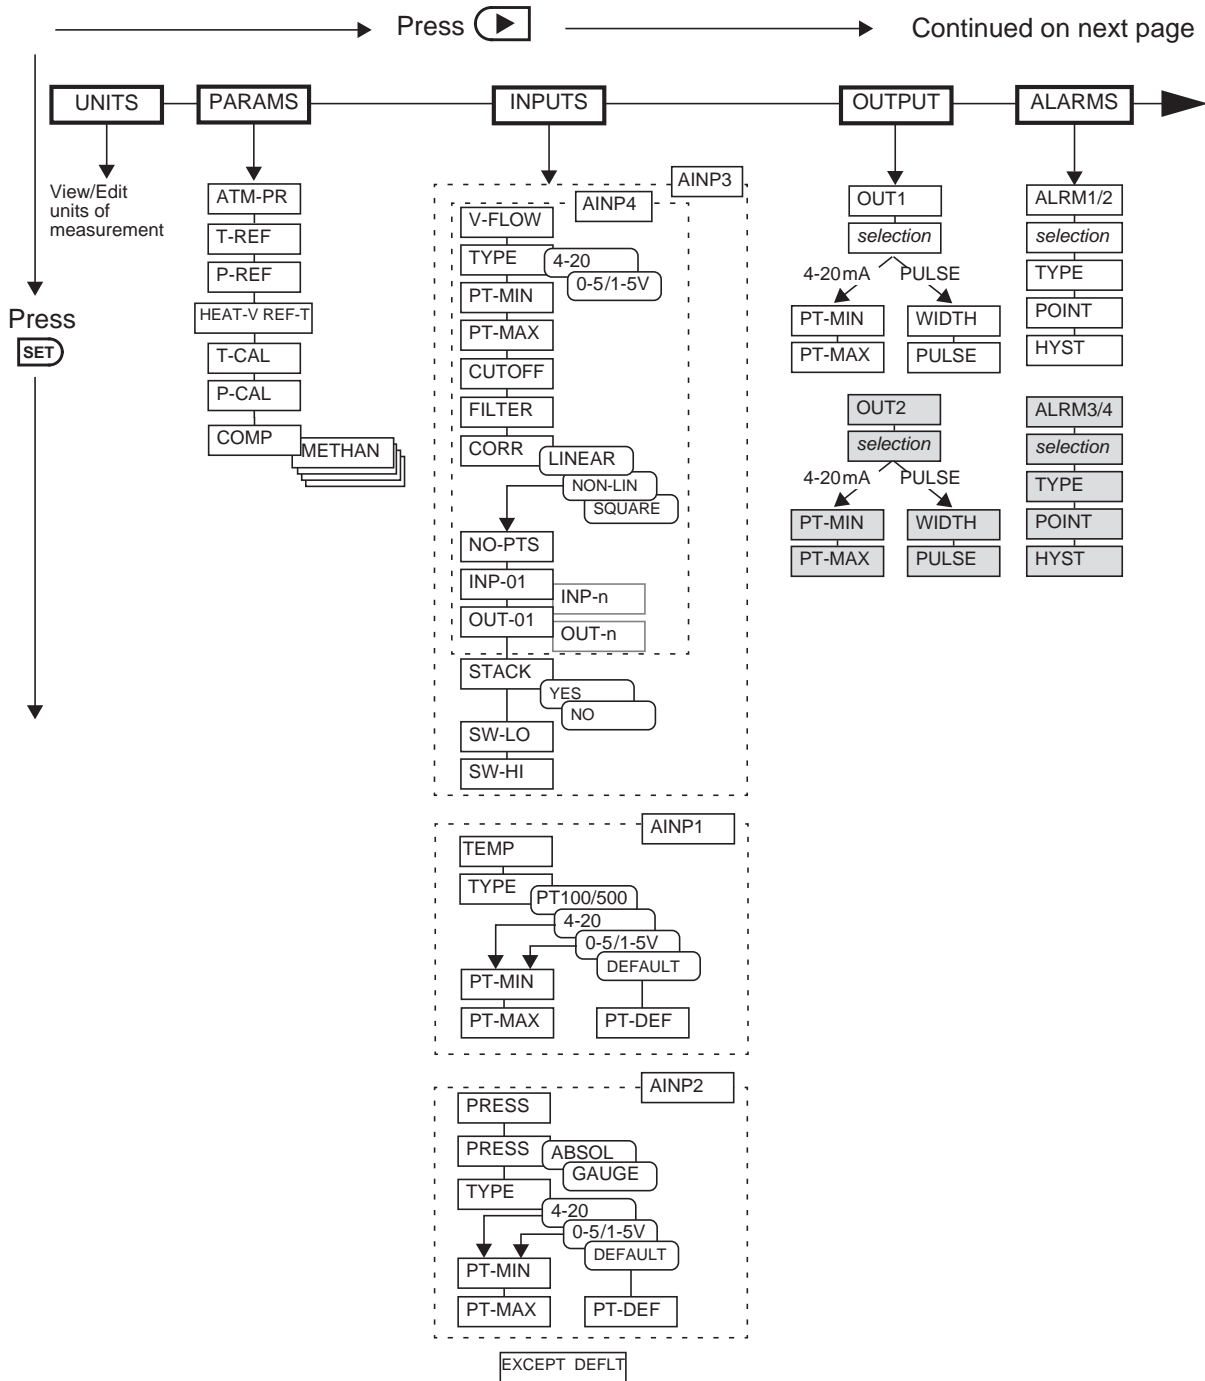 Press
Continued on next page
UNITS
PARAMS
INPUTS
OUTPUT
ALARMS
Press
SET
View/Edit
units of
measurement
ATM-PR
T-REF
P-REF
HEAT-V REF-T
T-CAL
P-CAL
COMP
METHAN
AINP3
AINP4
V-FLOW
TYPE
4-20
0-5/1-5V
PT-MIN
PT-MAX
CUTOFF
FILTER
CORR
LINEAR
NON-LIN
SQUARE
NO-PTS
INP-01
INP-n
OUT-01
OUT-n
STACK
YES
NO
SW-LO
SW-HI
AINP1
TEMP
TYPE
PT100/500
4-20
0-5/1-5V
DEFAULT
PT-MIN
PT-MAX
PT-DEF
AINP2
PRESS
PRESS
ABSOL
GAUGE
TYPE
4-20
0-5/1-5V
DEFAULT
PT-MIN
PT-MAX
PT-DEF
EXCEPT DEFLT
OUT1
selection
4-20mA
PULSE
PT-MIN
WIDTH
PT-MAX
PULSE
OUT2
selection
4-20mA
PULSE
PT-MIN
WIDTH
PT-MAX
PULSE
ALRM1/2
selection
TYPE
POINT
HYST
ALRM3/4
selection
TYPE
POINT
HYST